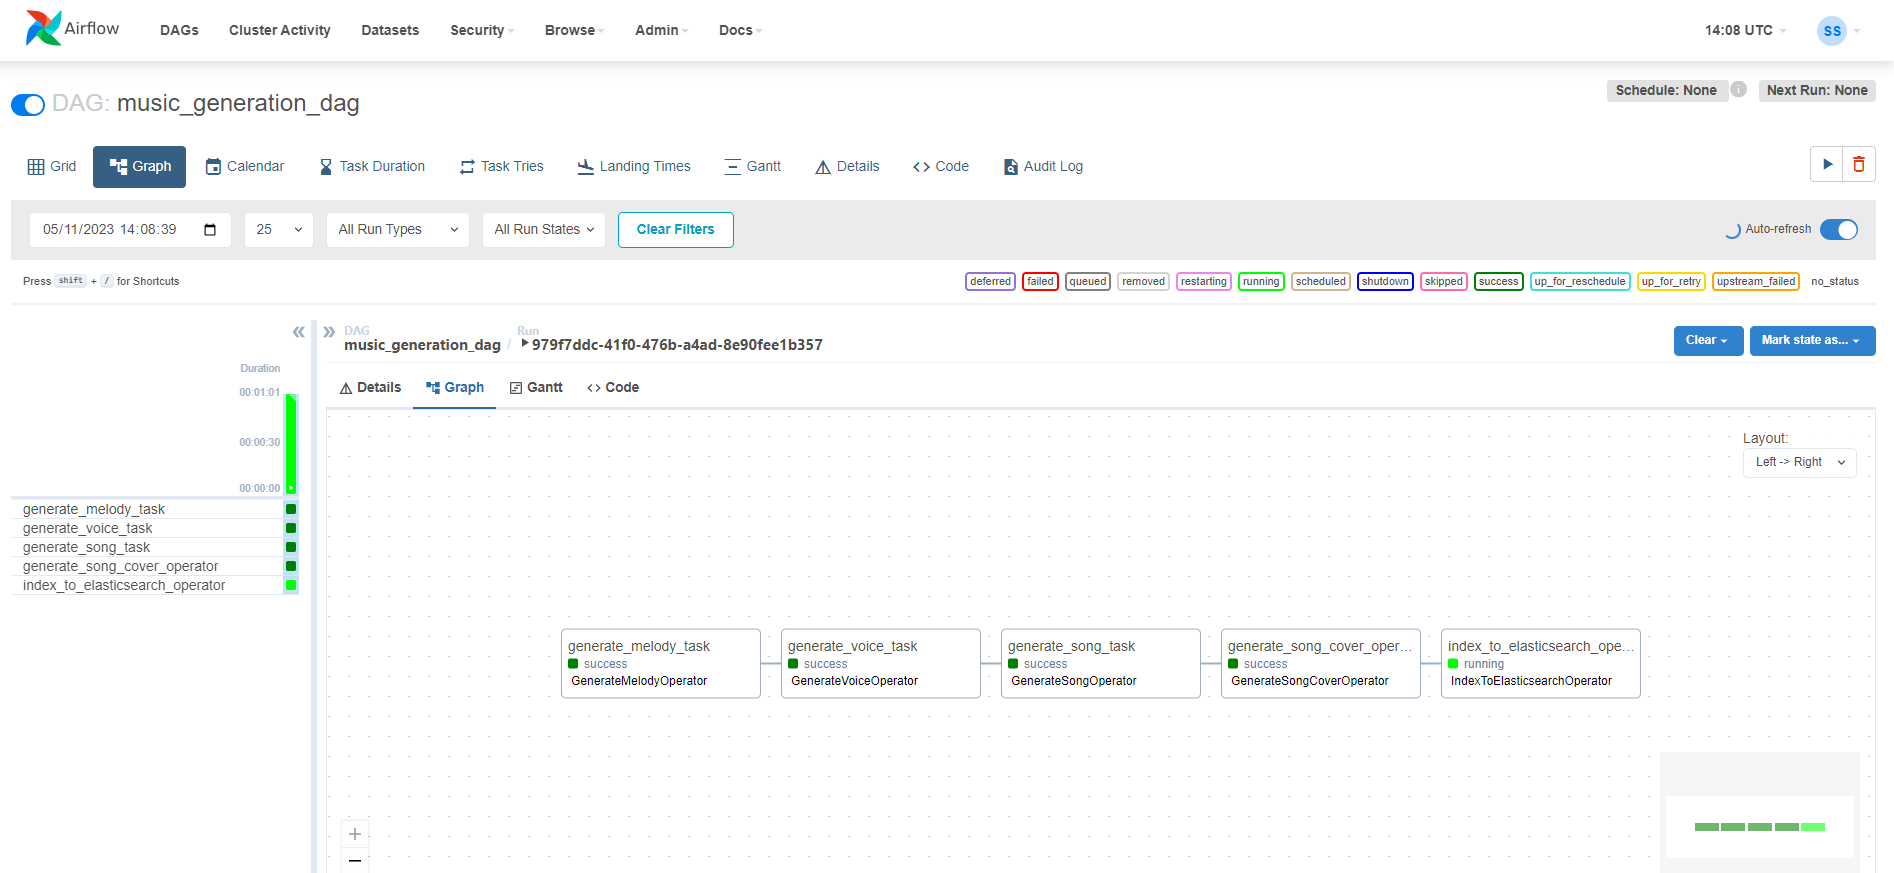 Airflow DAGs Cluster Activity Datasets Security Browse Admin Docs 14:08 UTC SS
DAG: music_generation_dag Schedule: None i Next Run: None
Grid Graph Calendar Task Duration Task Tries Landing Times Gantt Details Code Audit Log
05/11/2023 14:08:39 25 All Run Types All Run States Clear Filters Auto-refresh
Press shift + / for Shortcuts deferred failed queued removed restarting running scheduled shutdown skipped success up_for_reschedule up_for_retry upstream_failed no_status
DAG Run
music_generation_dag / 979f7ddc-41f0-476b-a4ad-8e90fee1b357 Clear Mark state as...
Duration
00:01:01
00:00:30
00:00:00
generate_melody_task
generate_voice_task
generate_song_task
generate_song_cover_operator
index_to_elasticsearch_operator
Details Graph Gantt Code
Layout:
Left -> Right
generate_melody_task
success
GenerateMelodyOperator
generate_voice_task
success
GenerateVoiceOperator
generate_song_task
success
GenerateSongOperator
generate_song_cover_oper...
success
GenerateSongCoverOperator
index_to_elasticsearch_ope...
running
IndexToElasticsearchOperator